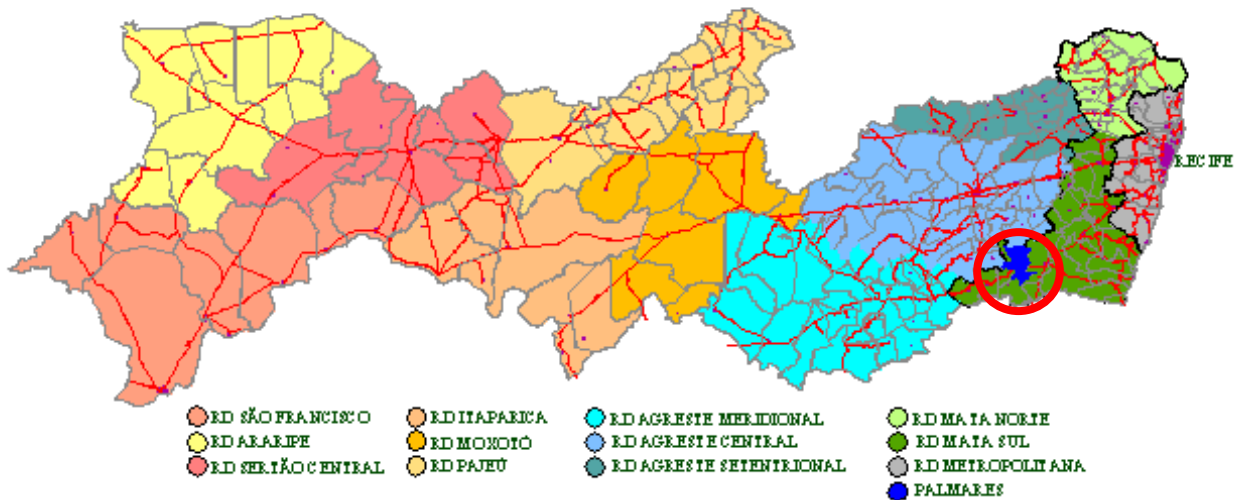 RECIFE
RD SÃO FRANCISCO
RD ARARIPE
RD SERTÃO CENTRAL
RD ITAPARICA
RD MOXOTÓ
RD PAJEÚ
RD AGRESTE MERIDIONAL
RD AGRESTE CENTRAL
RD AGRESTE SETENTRIONAL
RD MATA NORTE
RD MATA SUL
RD METROPOLITANA
PALMARES